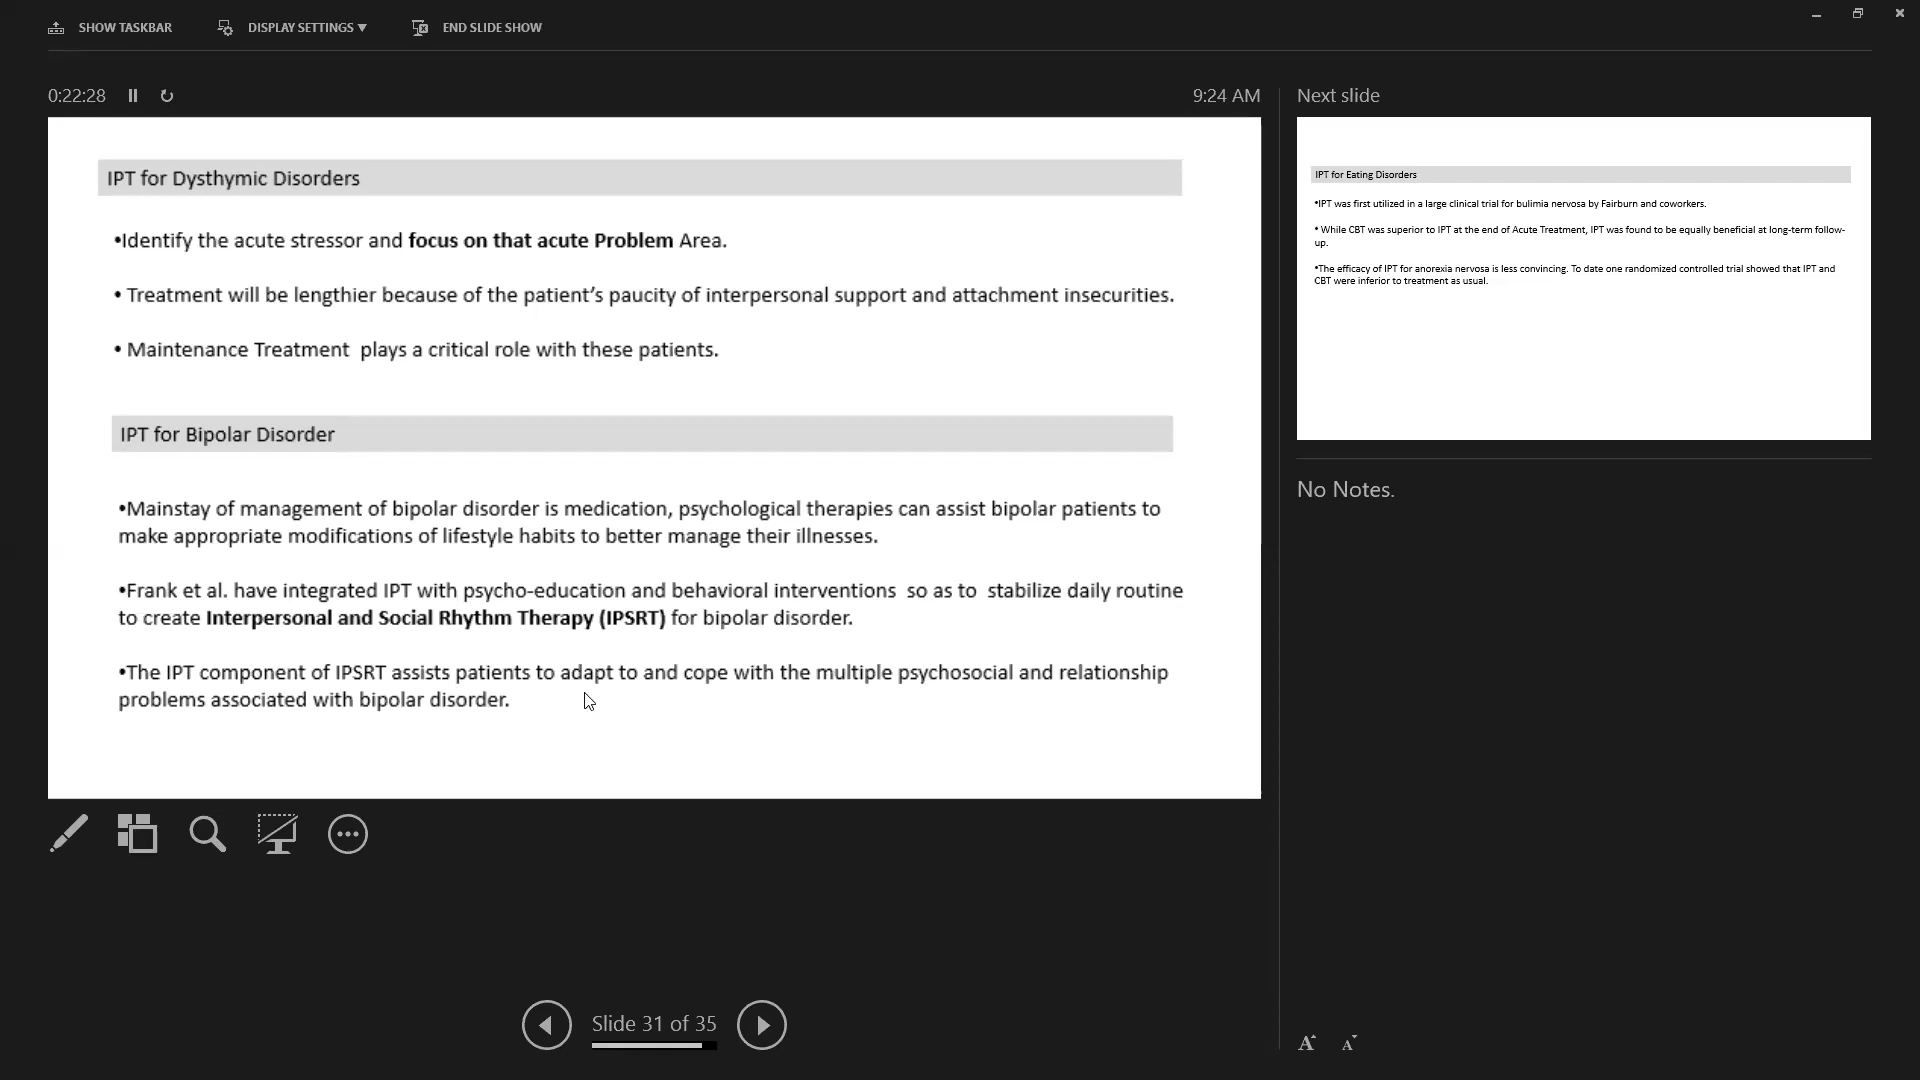 SHOW TASKBAR DISPLAY SETTINGS ▼ END SLIDE SHOW
0:22:28 9:24 AM
IPT for Dysthymic Disorders
•Identify the acute stressor and focus on that acute Problem Area.
• Treatment will be lengthier because of the patient’s paucity of interpersonal support and attachment insecurities.
• Maintenance Treatment  plays a critical role with these patients.
IPT for Bipolar Disorder
•Mainstay of management of bipolar disorder is medication, psychological therapies can assist bipolar patients to
make appropriate modifications of lifestyle habits to better manage their illnesses.
•Frank et al. have integrated IPT with psycho-education and behavioral interventions  so as to  stabilize daily routine
to create Interpersonal and Social Rhythm Therapy (IPSRT) for bipolar disorder.
•The IPT component of IPSRT assists patients to adapt to and cope with the multiple psychosocial and relationship
problems associated with bipolar disorder.
Slide 31 of 35
Next slide
IPT for Eating Disorders
•IPT was first utilized in a large clinical trial for bulimia nervosa by Fairburn and coworkers.
• While CBT was superior to IPT at the end of Acute Treatment, IPT was found to be equally beneficial at long-term follow-
up.
•The efficacy of IPT for anorexia nervosa is less convincing. To date one randomized controlled trial showed that IPT and
CBT were inferior to treatment as usual.
No Notes.
A A